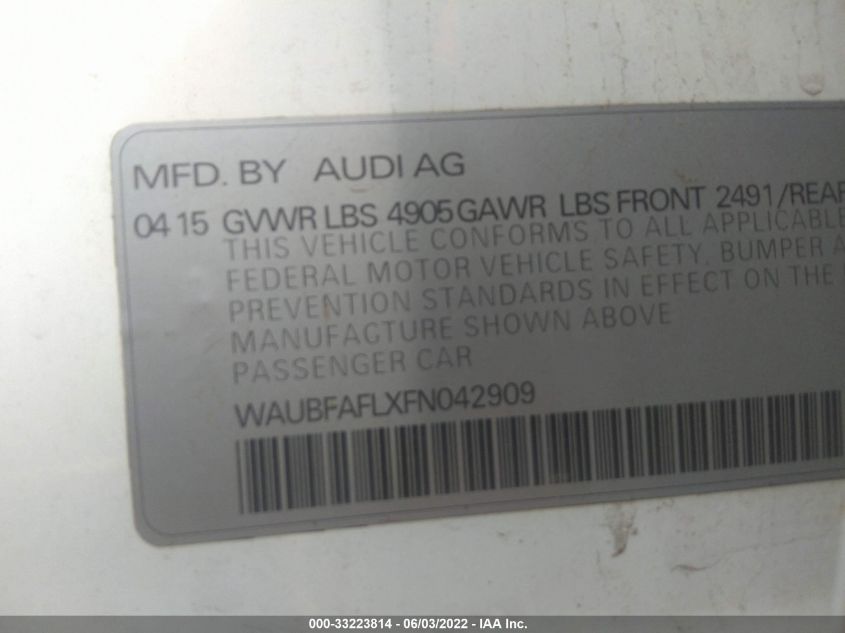 MFD. BY AUDI AG
04 15 GVWR LBS 4905 GAWR LBS FRONT 2491/REAR
THIS VEHICLE CONFORMS TO ALL APPLICABLE
FEDERAL MOTOR VEHICLE SAFETY, BUMPER A
PREVENTION STANDARDS IN EFFECT ON THE
MANUFACTURE SHOWN ABOVE
PASSENGER CAR
WAUBFAFLXFN042909
000-33223814 - 06/03/2022 - IAA Inc.